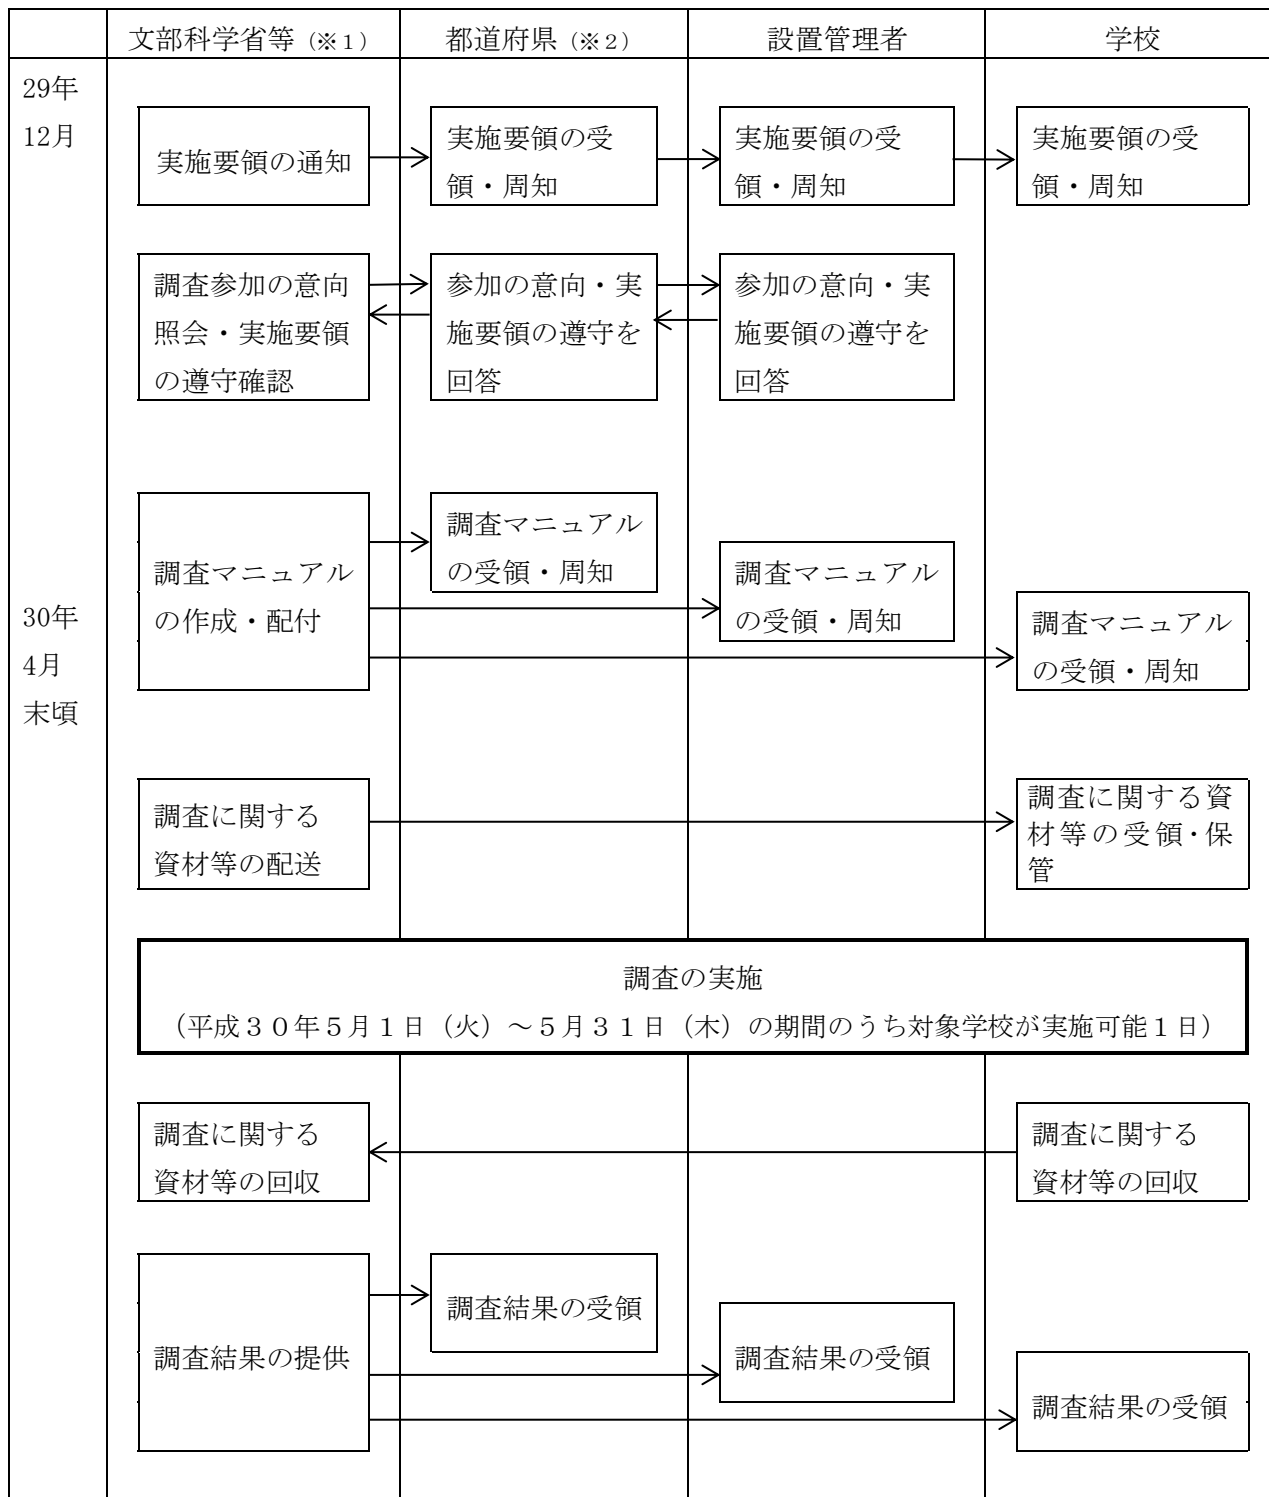 文部科学省等（※１）
都道府県（※２）
設置管理者
学校
29年
12月
実施要領の通知
実施要領の受
領・周知
実施要領の受
領・周知
実施要領の受
領・周知
調査参加の意向
照会・実施要領
の遵守確認
参加の意向・実
施要領の遵守を
回答
参加の意向・実
施要領の遵守を
回答
30年
4月
末頃
調査マニュアル
の作成・配付
調査マニュアル
の受領・周知
調査マニュアル
の受領・周知
調査マニュアル
の受領・周知
調査に関する
資材等の配送
調査に関する資
材等の受領・保
管
調査の実施
（平成３０年５月１日（火）～５月３１日（木）の期間のうち対象学校が実施可能１日）
調査に関する
資材等の回収
調査に関する
資材等の回収
調査結果の提供
調査結果の受領
調査結果の受領
調査結果の受領